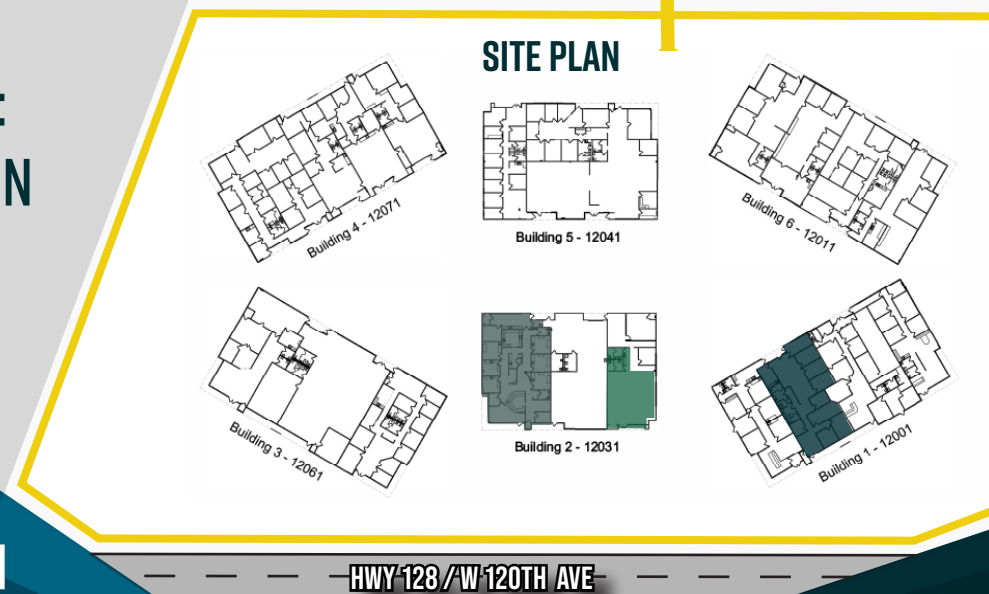 SITE PLAN
N
Building 4 - 12071
Building 5 - 12041
Building 6 - 12011
Building 3 - 12061
Building 2 - 12031
Building 1 - 12001
HWY 128 / W 120TH AVE